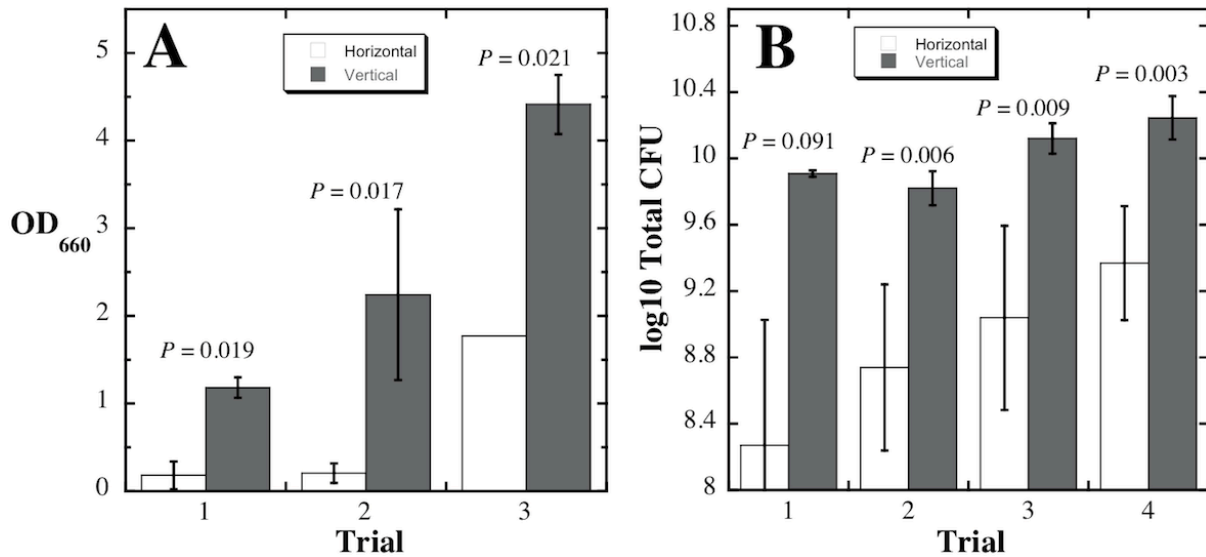 A
Horizontal
Vertical
P = 0.019
P = 0.017
P = 0.021
OD660
5
4
3
2
1
0
1 2 3
Trial
B
Horizontal
Vertical
P = 0.091
P = 0.006
P = 0.009
P = 0.003
log10 Total CFU
10.8
10.4
10
9.6
9.2
8.8
8.4
8
1 2 3 4
Trial